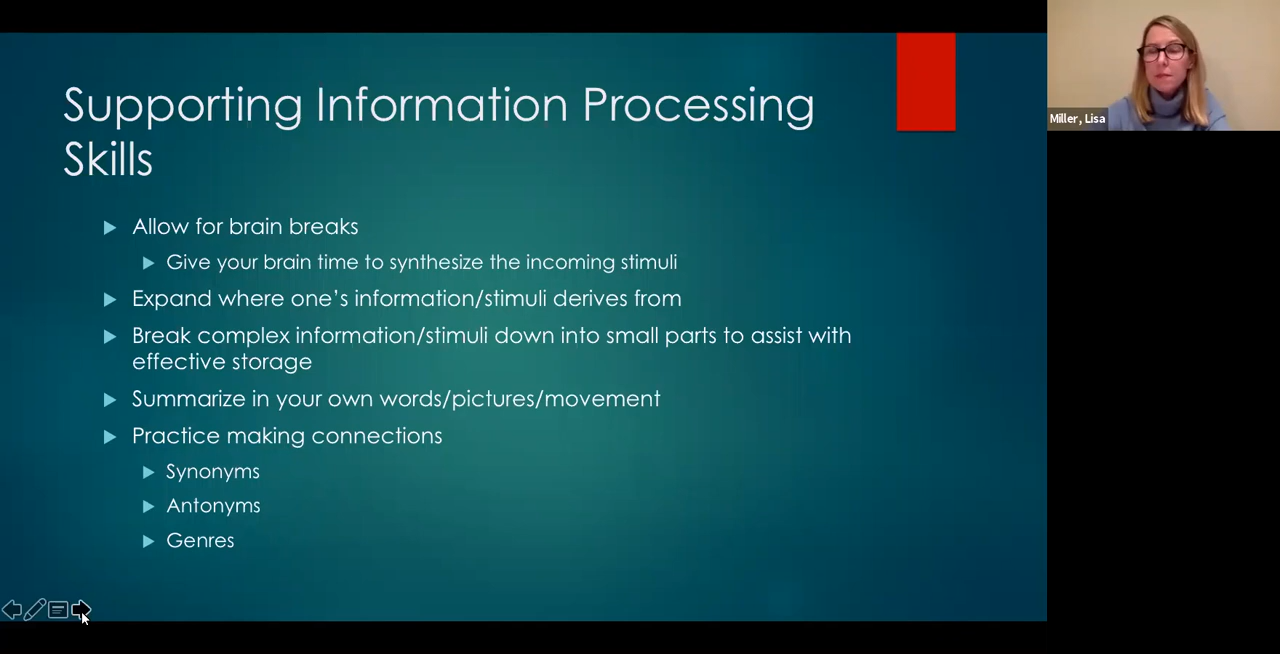 Supporting Information Processing
Skills
Allow for brain breaks
Give your brain time to synthesize the incoming stimuli
Expand where one's information/stimuli derives from
Break complex information/stimuli down into small parts to assist with
effective storage
Summarize in your own words/pictures/movement
Practice making connections
Synonyms
Antonyms
Genres
Miller, Lisa